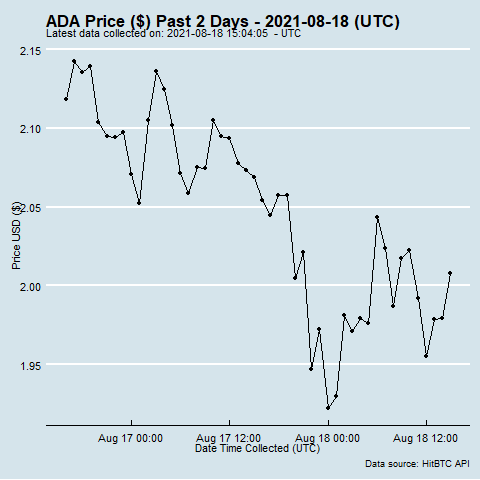 ADA Price ($) Past 2 Days - 2021-08-18 (UTC)
Latest data collected on: 2021-08-18 15:04:05 - UTC
2.15
2.10
2.05
2.00
1.95
Price USD ($)
Aug 17 00:00 Aug 17 12:00 Aug 18 00:00 Aug 18 12:00
Date Time Collected (UTC)
Data source: HitBTC API